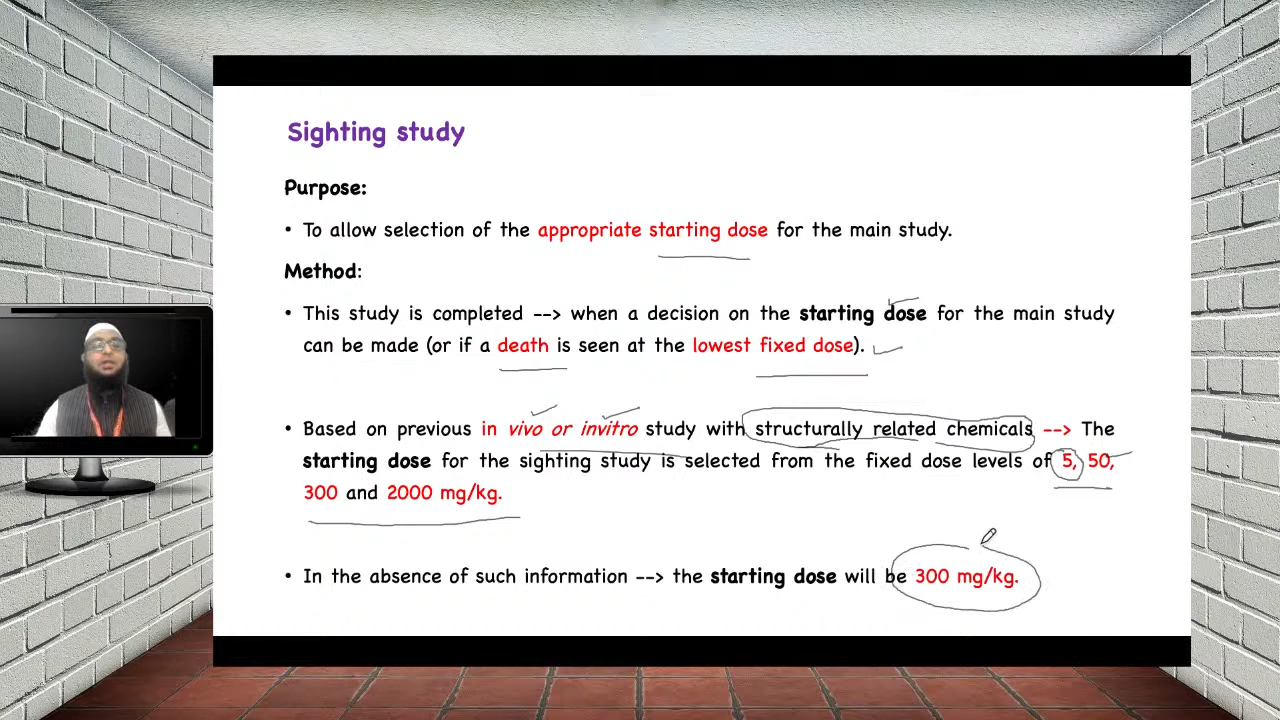 Sighting study
Purpose:
• To allow selection of the appropriate starting dose for the main study.
Method:
• This study is completed --> when a decision on the starting dose for the main study
can be made (or if a death is seen at the lowest fixed dose).
• Based on previous in vivo or invitro study with structurally related chemicals --> The
starting dose for the sighting study is selected from the fixed dose levels of 5, 50,
300 and 2000 mg/kg.
• In the absence of such information --> the starting dose will be 300 mg/kg.